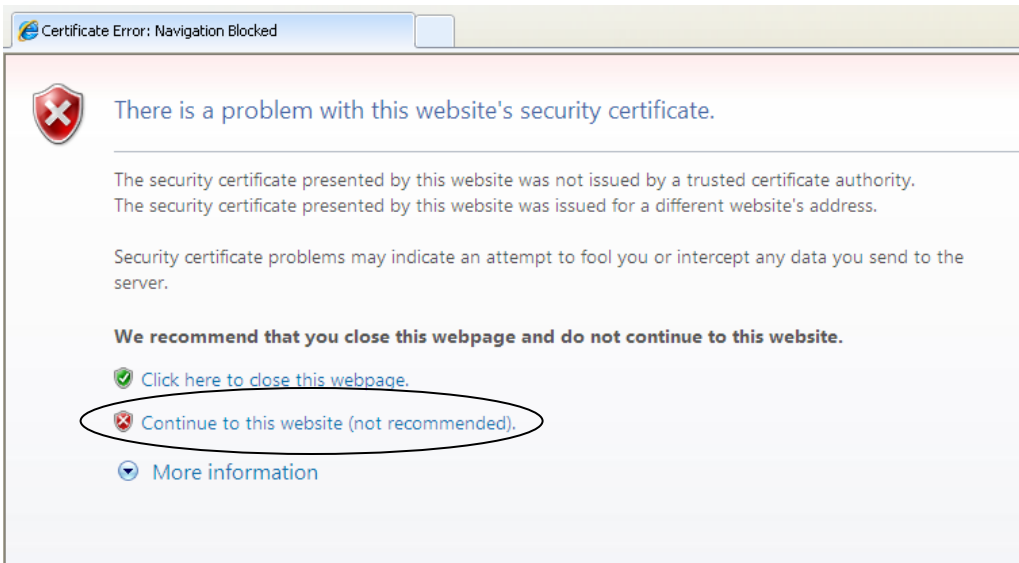 Certificate Error: Navigation Blocked
There is a problem with this website's security certificate.
The security certificate presented by this website was not issued by a trusted certificate authority.
The security certificate presented by this website was issued for a different website's address.
Security certificate problems may indicate an attempt to fool you or intercept any data you send to the
server.
We recommend that you close this webpage and do not continue to this website.
Click here to close this webpage.
Continue to this website (not recommended).
More information